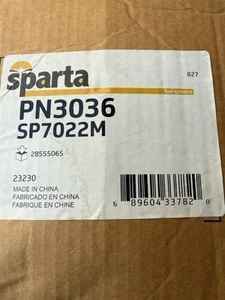 sparta
827
fuel systems
PN3036
SP7022M
28555065
23230
MADE IN CHINA
FABRICADO EN CHINA
FABRIQUE EN CHINE
6 89604 33782 0